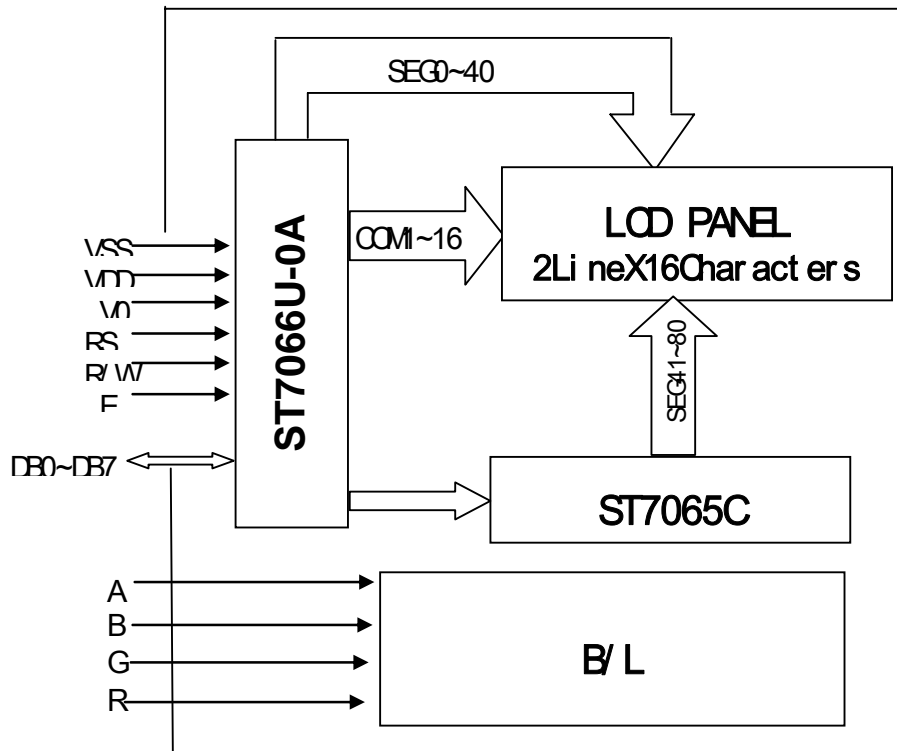 SEG0~40
ST7066U-0A
COM1~16
LCD PANEL
2LineX16Characters
VSS
VDD
V0
RS
R/W
E
DB0~DB7
SEG41~80
ST7065C
A
B
G
R
B/L